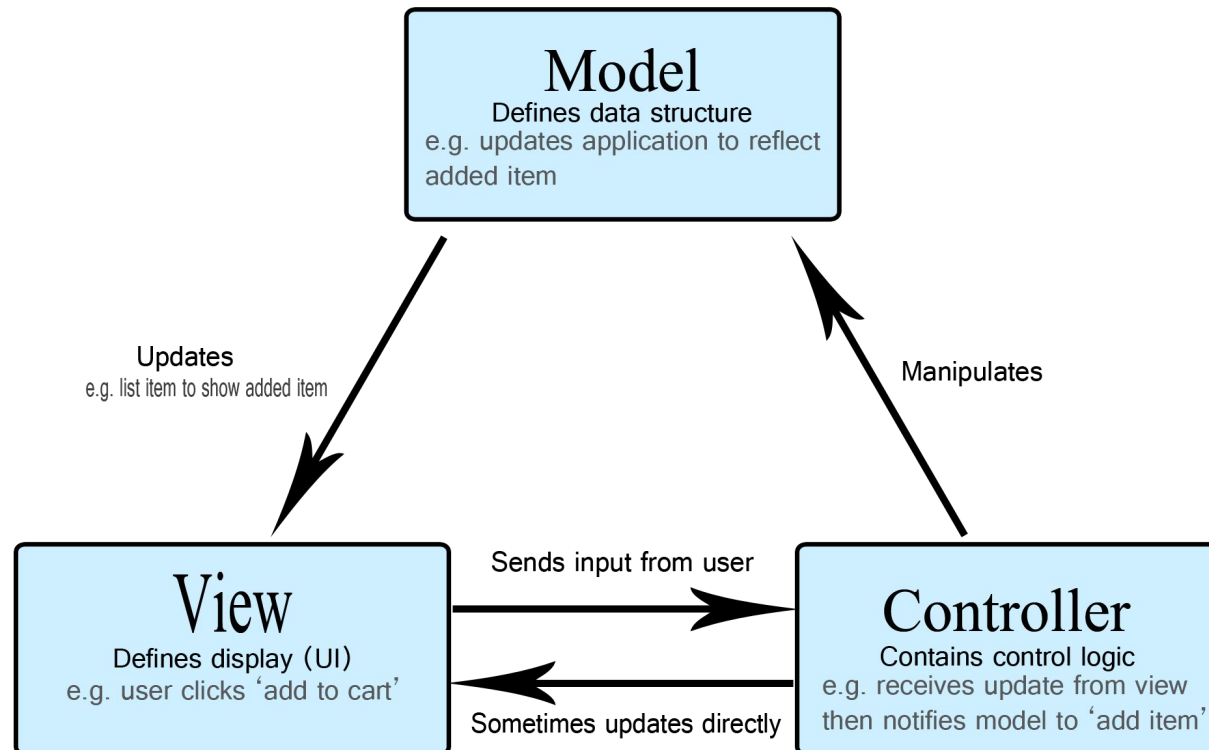 Model
Defines data structure
e.g. updates application to reflect
added item
Updates
e.g. list item to show added item
Manipulates
Sends input from user
View
Defines display (UI)
e.g. user clicks ‘add to cart’
Sometimes updates directly
Controller
Contains control logic
e.g. receives update from view
then notifies model to ‘add item’